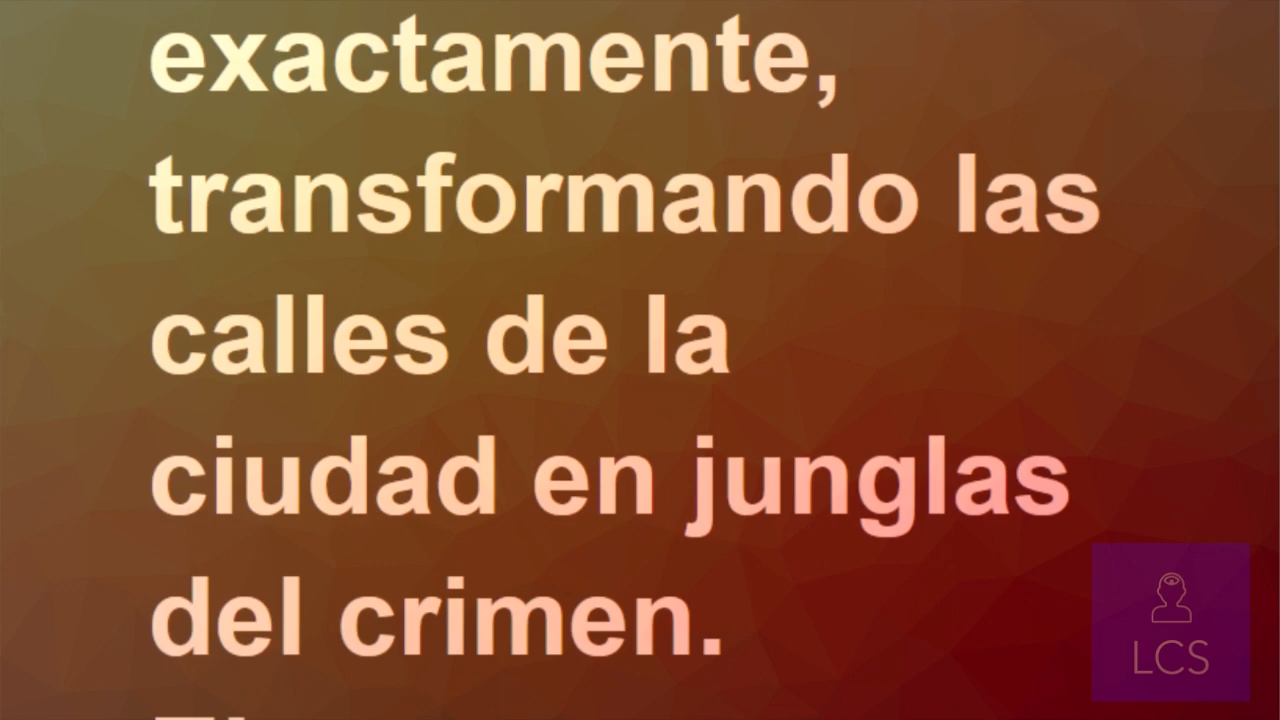 exactamente,
transformando las
calles de la
ciudad en junglas
del crimen.
LCS